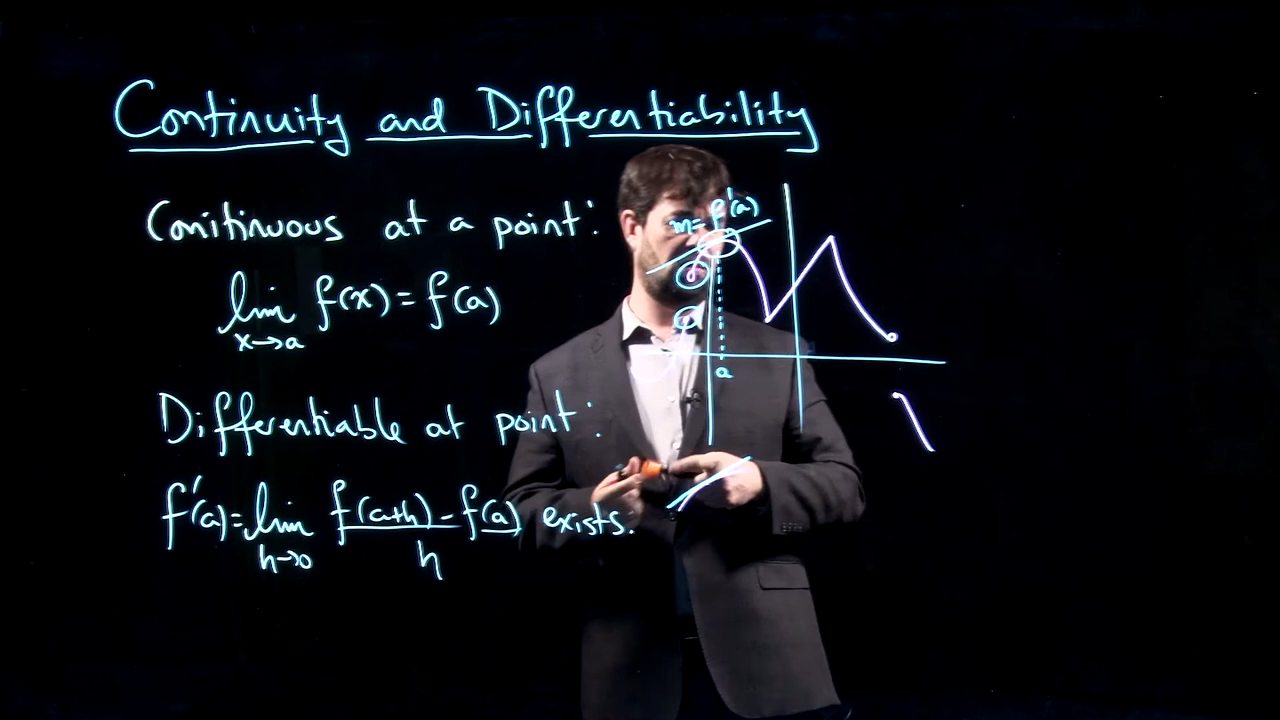 Continuity and Differentiability
Continuous at a point:
lim f(x) = f(a)
x→a
Differentiable at point:
f'(a) = lim f(a+h) - f(a) exists.
h→0 h
m = f'(a)
a